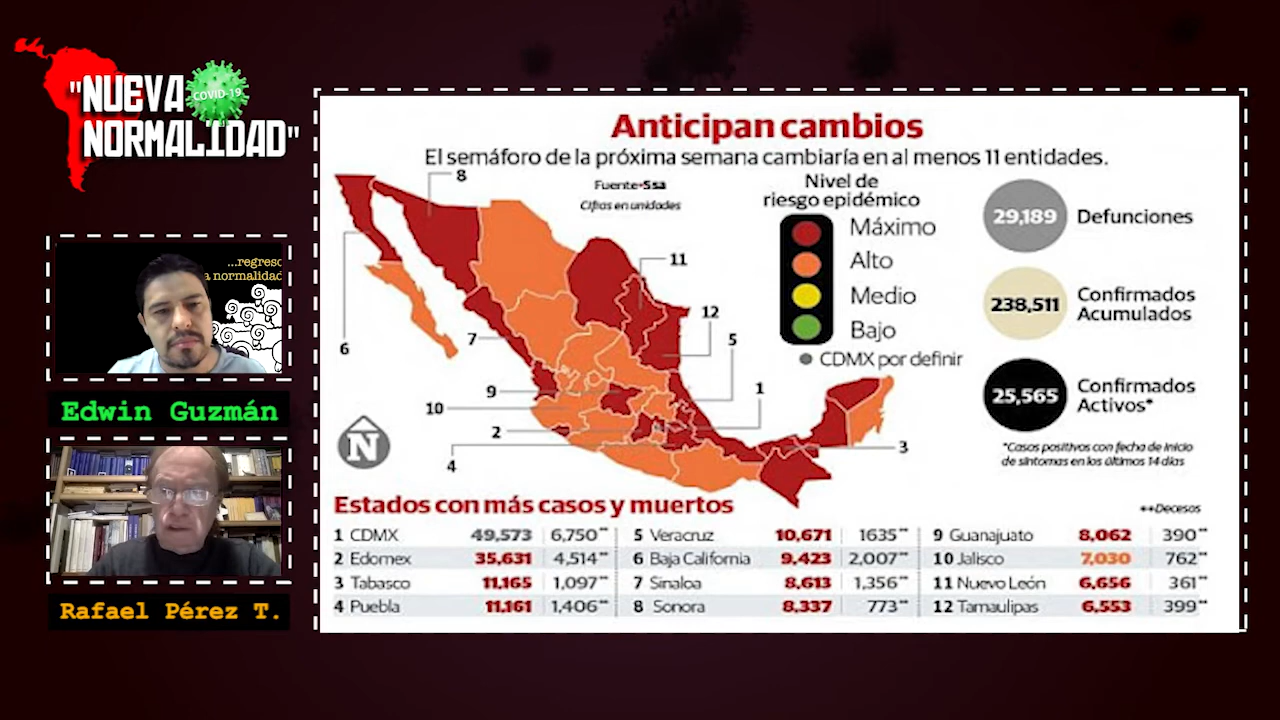 "NUEVA
COVID-19
NORMALIDAD"
...regreso
a normalidad
Edwin Guzmán
Rafael Pérez T.
Anticipan cambios
El semáforo de la próxima semana cambiaría en al menos 11 entidades.
Fuente•Ssa
Cifras en unidades
Nivel de
riesgo epidémico
Máximo
Alto
Medio
Bajo
CDMX por definir
29,189 Defunciones
238,511 Confirmados
Acumulados
25,565 Confirmados
Activos*
*Casos positivos con fecha de inicio
de síntomas en los últimos 14 días
8
11
12
5
6
7
9
1
10
2
3
4
N
Estados con más casos y muertos
**Decesos
1 CDMX 49,573 6,750** 5 Veracruz 10,671 1635** 9 Guanajuato 8,062 390**
2 Edomex 35,631 4,514** 6 Baja California 9,423 2,007** 10 Jalisco 7,030 762**
3 Tabasco 11,165 1,097** 7 Sinaloa 8,613 1,356** 11 Nuevo León 6,656 361**
4 Puebla 11,161 1,406** 8 Sonora 8,337 773** 12 Tamaulipas 6,553 399**